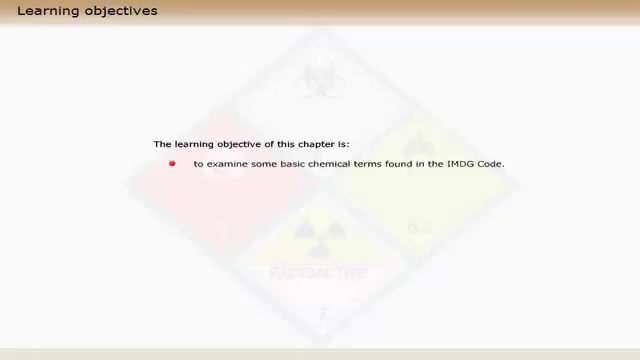 Learning objectives
The learning objective of this chapter is:
to examine some basic chemical terms found in the IMDG Code.
RADIOACTIVE
7